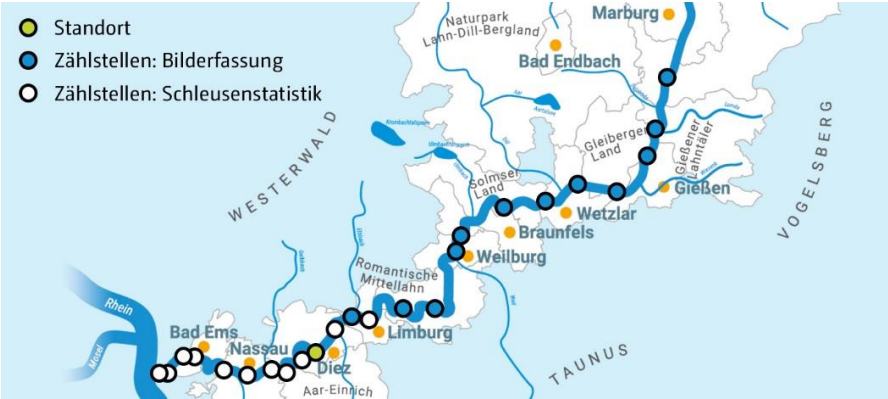 Standort
Zählstellen: Bilderfassung
Zählstellen: Schleusenstatistik
Naturpark
Lahn-Dill-Bergland
Marburg
Bad Endbach
WESTERWALD
VOGELSBERG
Gleiberger
Land
Gießener
Lahntäler
Gießen
Solmser
Land
Wetzlar
Braunfels
Weilburg
Romantische
Mittellahn
Rhein
Mosel
Bad Ems
Nassau
Limburg
Diez
Aar-Einrich
TAUNUS